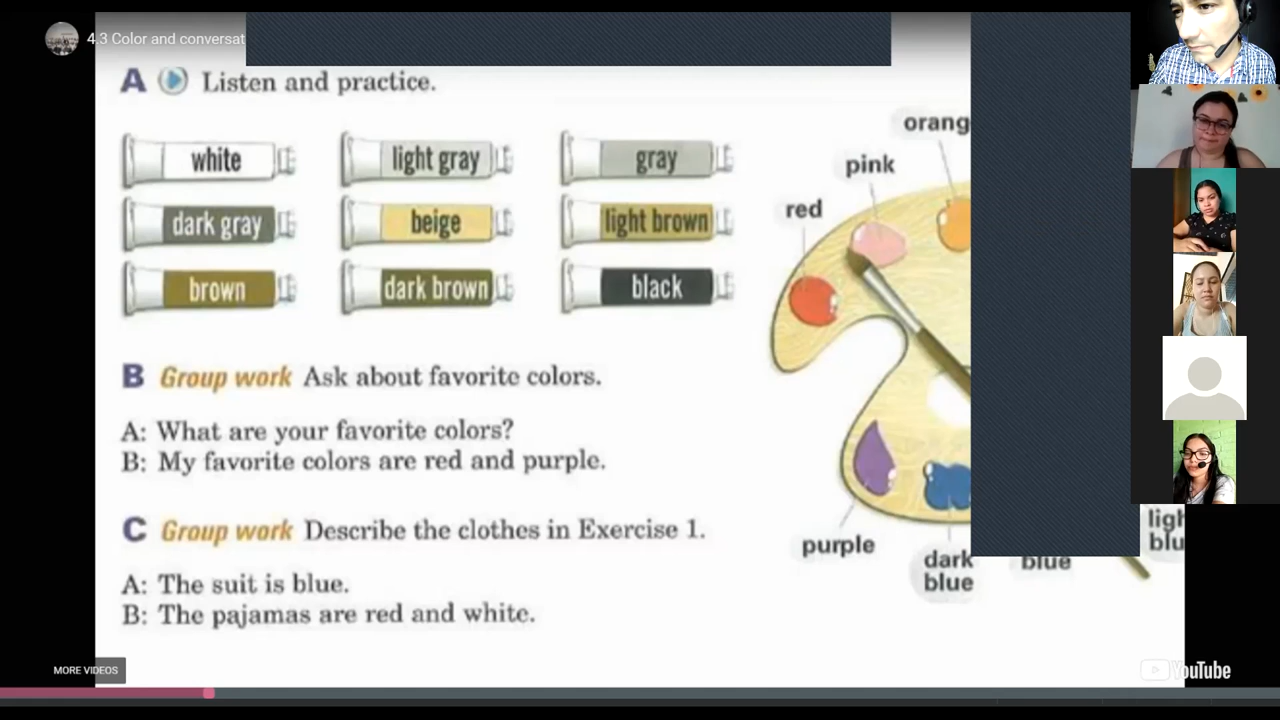 4.3 Color and conversat
A Listen and practice.
white light gray gray
dark gray beige light brown
brown dark brown black
orang
pink
red
purple
dark
blue
blue
ligh
blu
B Group work Ask about favorite colors.
A: What are your favorite colors?
B: My favorite colors are red and purple.
C Group work Describe the clothes in Exercise 1.
A: The suit is blue.
B: The pajamas are red and white.
MORE VIDEOS
YouTube